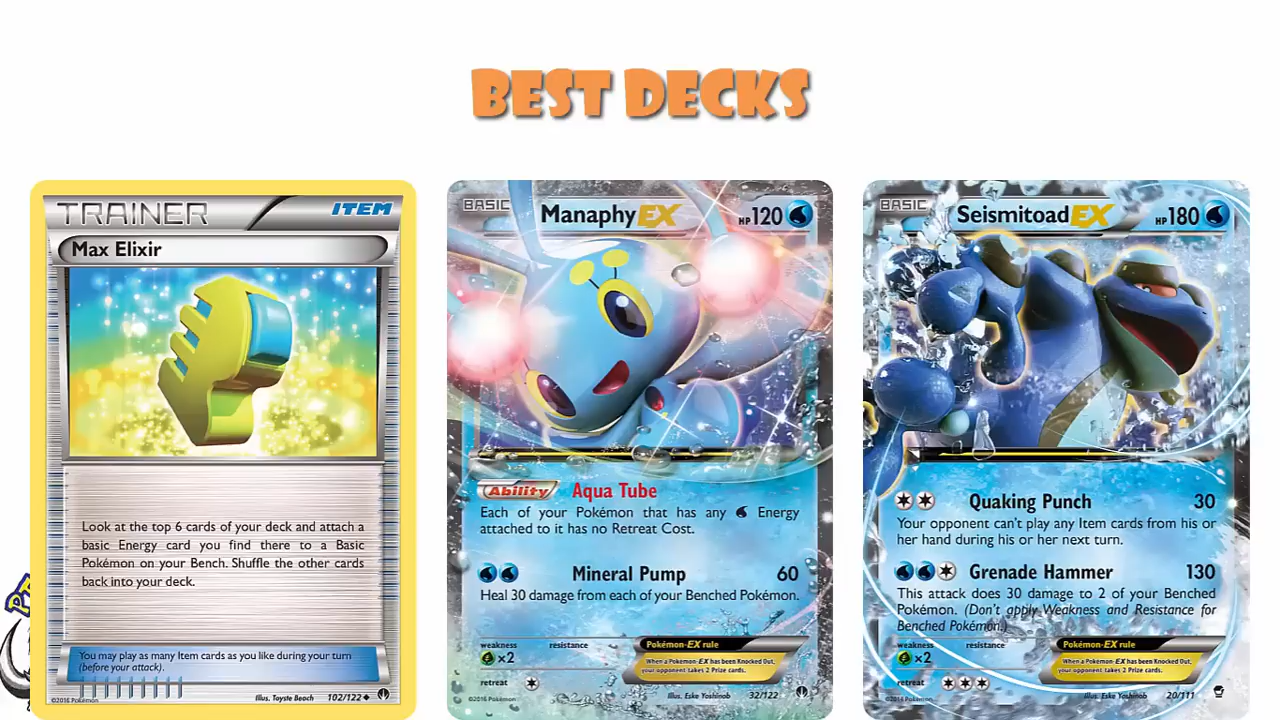 BEST DECKS
TRAINER
ITEM
Max Elixir
Look at the top 6 cards of your deck and attach a
basic Energy card you find there to a Basic
Pokémon on your Bench. Shuffle the other cards
back into your deck.
You may play as many Item cards as you like during your turn
(before your attack).
©2016 Pokémon
Illus. Toyste Beach
102/122
BASIC
Manaphy EX
HP120
Ability Aqua Tube
Each of your Pokémon that has any Energy
attached to it has no Retreat Cost.
Mineral Pump 60
Heal 30 damage from each of your Benched Pokémon.
weakness resistance
×2
retreat
Pokémon-EX rule
When a Pokémon-EX has been Knocked Out,
your opponent takes 2 Prize cards.
©2016 Pokémon
Illus. Eske Yoshinob
32/122
BASIC
Seismitoad EX
HP180
Quaking Punch 30
Your opponent can't play any Item cards from his or
her hand during his or her next turn.
Grenade Hammer 130
This attack does 30 damage to 2 of your Benched
Pokémon. (Don't apply Weakness and Resistance for
Benched Pokémon.)
weakness resistance
×2
retreat
Pokémon-EX rule
When a Pokémon-EX has been Knocked Out,
your opponent takes 2 Prize cards.
Illus. Eske Yoshinob
20/111